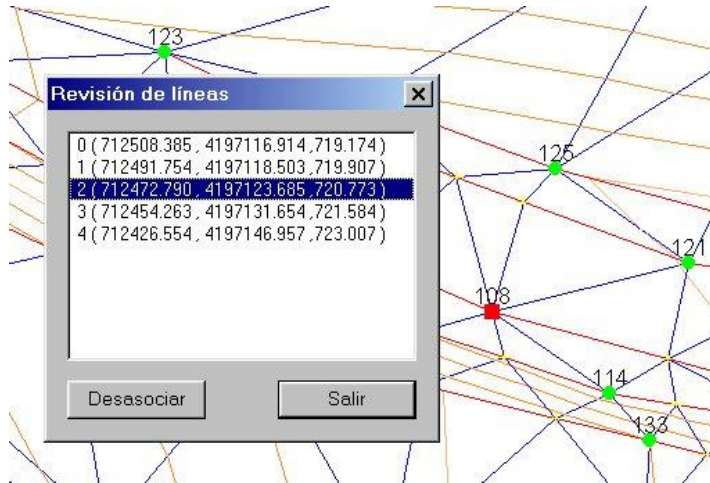 123
Revisión de líneas
0 ( 712508.385 , 4197116.914 ,719.174 )
1 ( 712491.754 , 4197118.503 ,719.907 )
2 ( 712472.790 , 4197123.685 ,720.773 )
3 ( 712454.263 , 4197131.654 ,721.584 )
4 ( 712426.554 , 4197146.957 ,723.007 )
125
121
108
114
133
Desasociar
Salir